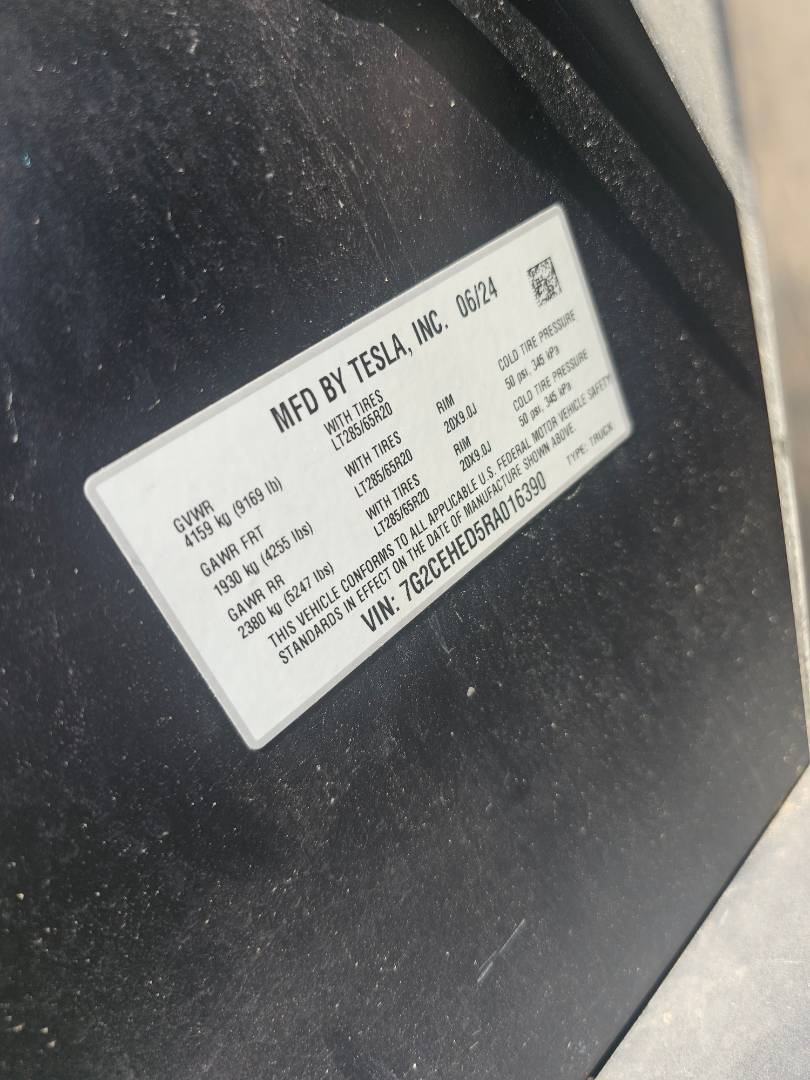 MFD BY TESLA, INC. 06/24
GVWR
4159 kg (9169 lb)
WITH TIRES
LT285/65R20
RIM
20X9.0J
COLD TIRE PRESSURE
50 psi, 345 kPa
GAWR FRT
1930 kg (4255 lbs)
WITH TIRES
LT285/65R20
RIM
20X9.0J
COLD TIRE PRESSURE
50 psi, 345 kPa
GAWR RR
2380 kg (5247 lbs)
WITH TIRES
LT285/65R20
THIS VEHICLE CONFORMS TO ALL APPLICABLE U.S. FEDERAL MOTOR VEHICLE SAFETY
STANDARDS IN EFFECT ON THE DATE OF MANUFACTURE SHOWN ABOVE.
VIN: 7G2CEHED5RA016390
TYPE: TRUCK